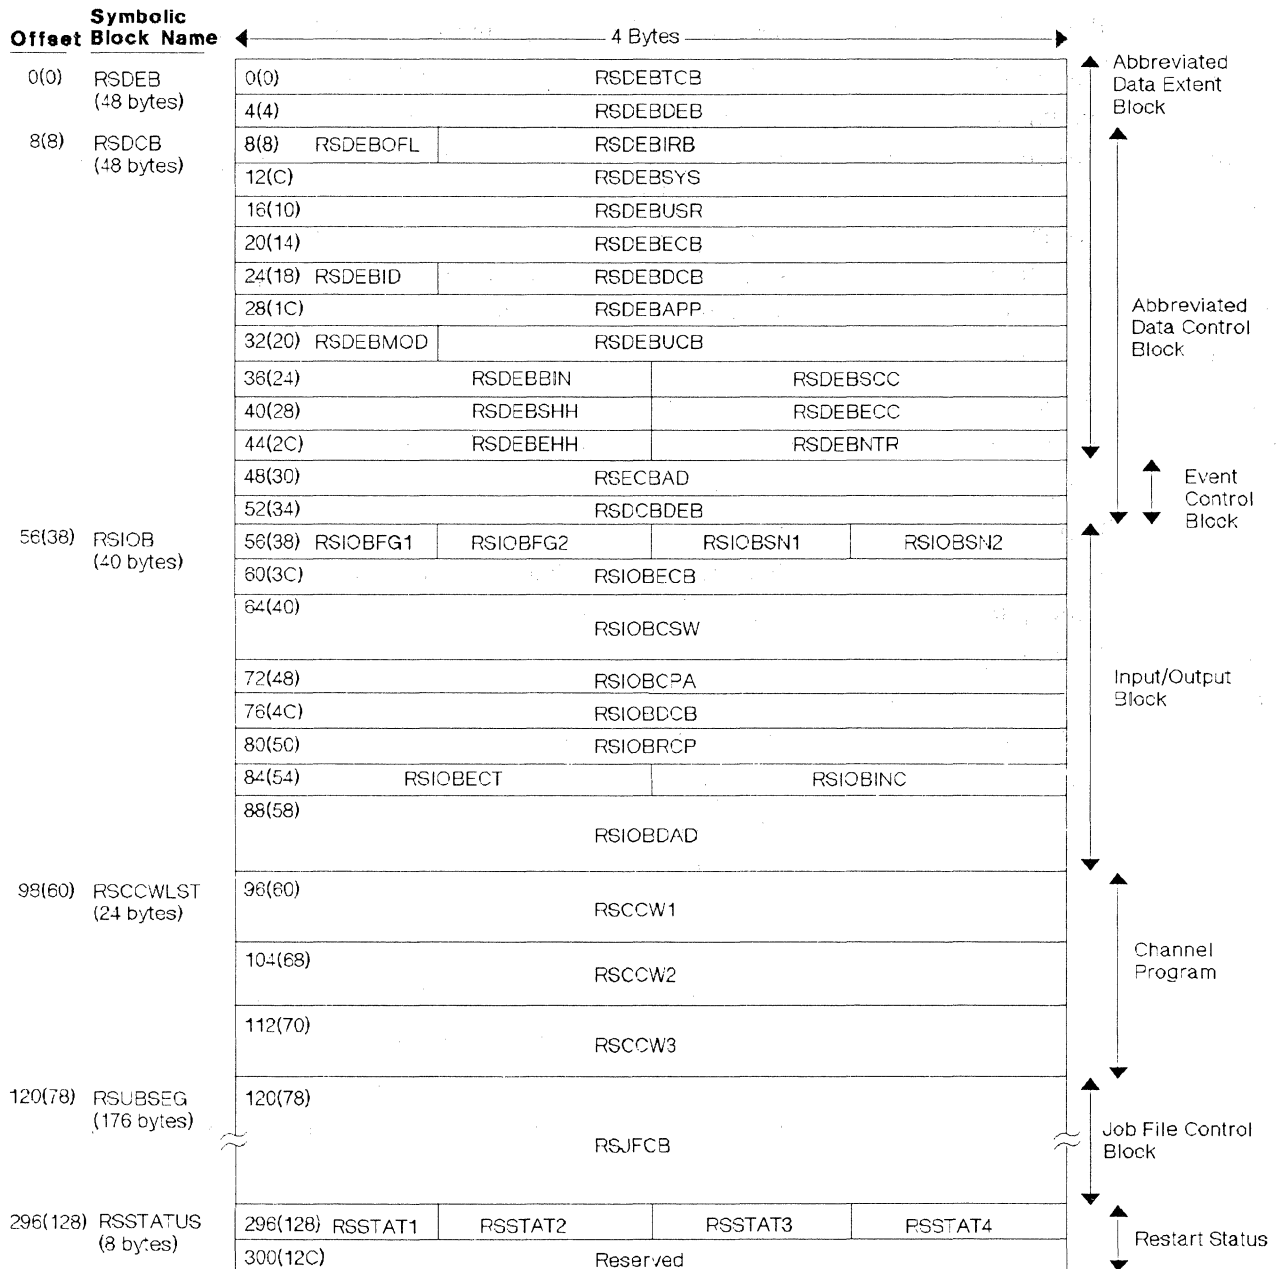 Symbolic
Offset Block Name 4 Bytes
0(0) RSDEB 0(0) RSDEBTCB Abbreviated
(48 bytes) Data Extent
4(4) RSDEBDEB Block
8(8) RSDCB 8(8) RSDEBOFL RSDEBIRB
(48 bytes)
12(C) RSDEBSYS
16(10) RSDEBUSR
20(14) RSDEBECB
24(18) RSDEBID RSDEBDCB
28(1C) RSDEBAPP Abbreviated
Data Control
32(20) RSDEBMOD RSDEBUCB Block
36(24) RSDEBBIN RSDEBSCC
40(28) RSDEBSHH RSDEBECC
44(2C) RSDEBEHH RSDEBNTR
48(30) RSECBAD Event
Control
52(34) RSDCBDEB Block
56(38) RSIOB 56(38) RSIOBFG1 RSIOBFG2 RSIOBSN1 RSIOBSN2
(40 bytes)
60(3C) RSIOBECB
64(40)
RSIOBCSW
72(48) RSIOBCPA Input/Output
Block
76(4C) RSIOBDCB
80(50) RSIOBRCP
84(54) RSIOBECT RSIOBINC
88(58)
RSIOBDAD
98(60) RSCCWLST 96(60)
(24 bytes) RSCCW1
Channel
Program
104(68)
RSCCW2
112(70)
RSCCW3
120(78) RSUBSEG 120(78)
(176 bytes)
Job File Control
Block
RSJFCB
296(128) RSSTATUS 296(128) RSSTAT1 RSSTAT2 RSSTAT3 RSSTAT4
(8 bytes) Restart Status
300(12C) Reserved